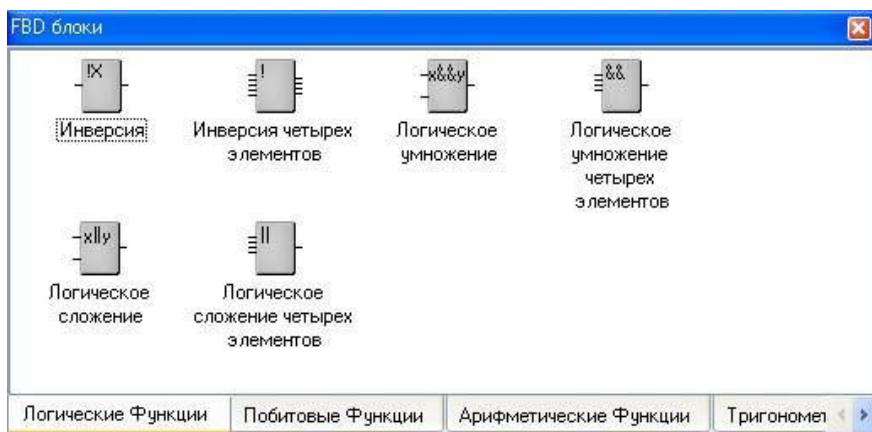 FBD блоки
!X
!
x&&y
&&
Инверсия
Инверсия четырех
элементов
Логическое
умножение
Логическое
умножение
четырех
элементов
x||y
||
Логическое
сложение
Логическое
сложение четырех
элементов
Логические Функции
Побитовые Функции
Арифметические Функции
Тригономет